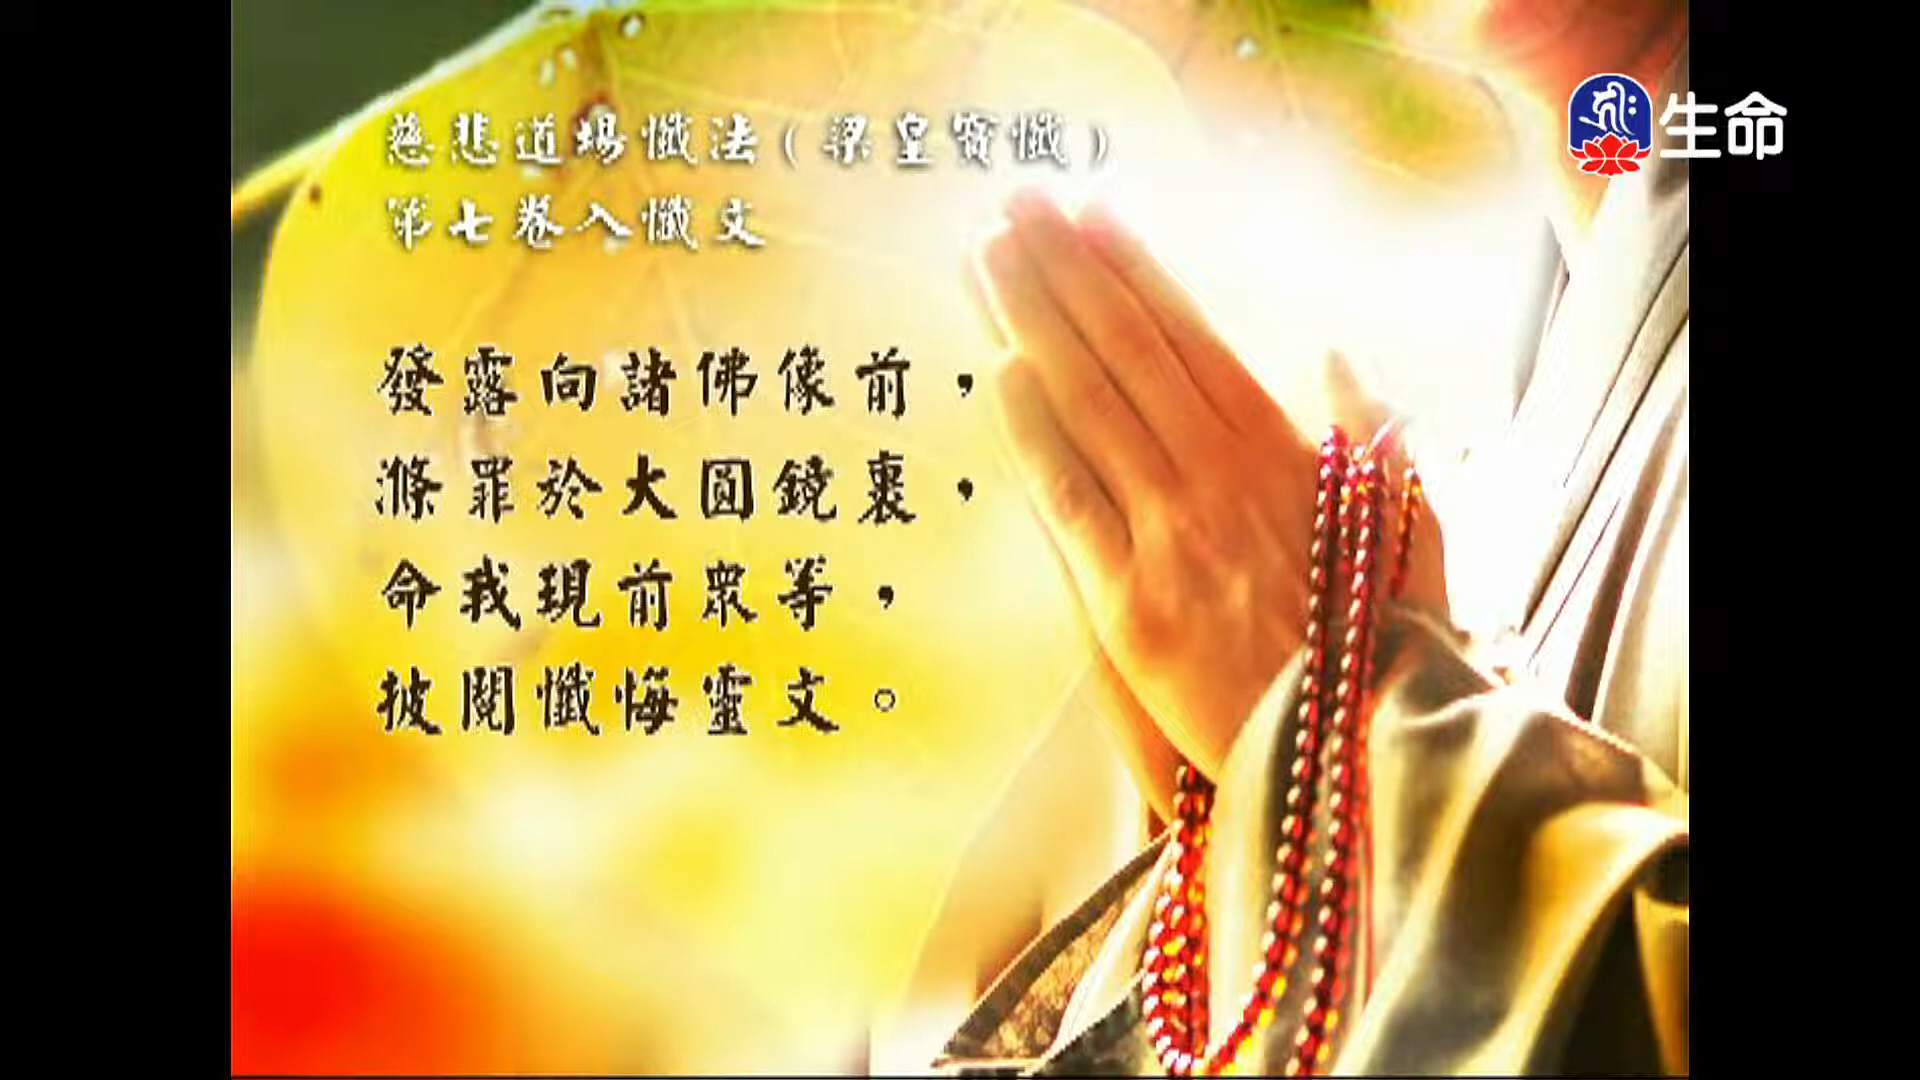 慈悲道場懺法（梁皇寶懺）
第七卷入懺文
生命
發露向諸佛像前，
滌罪於大圓鏡裏，
命我現前眾等，
披閱懺悔靈文。